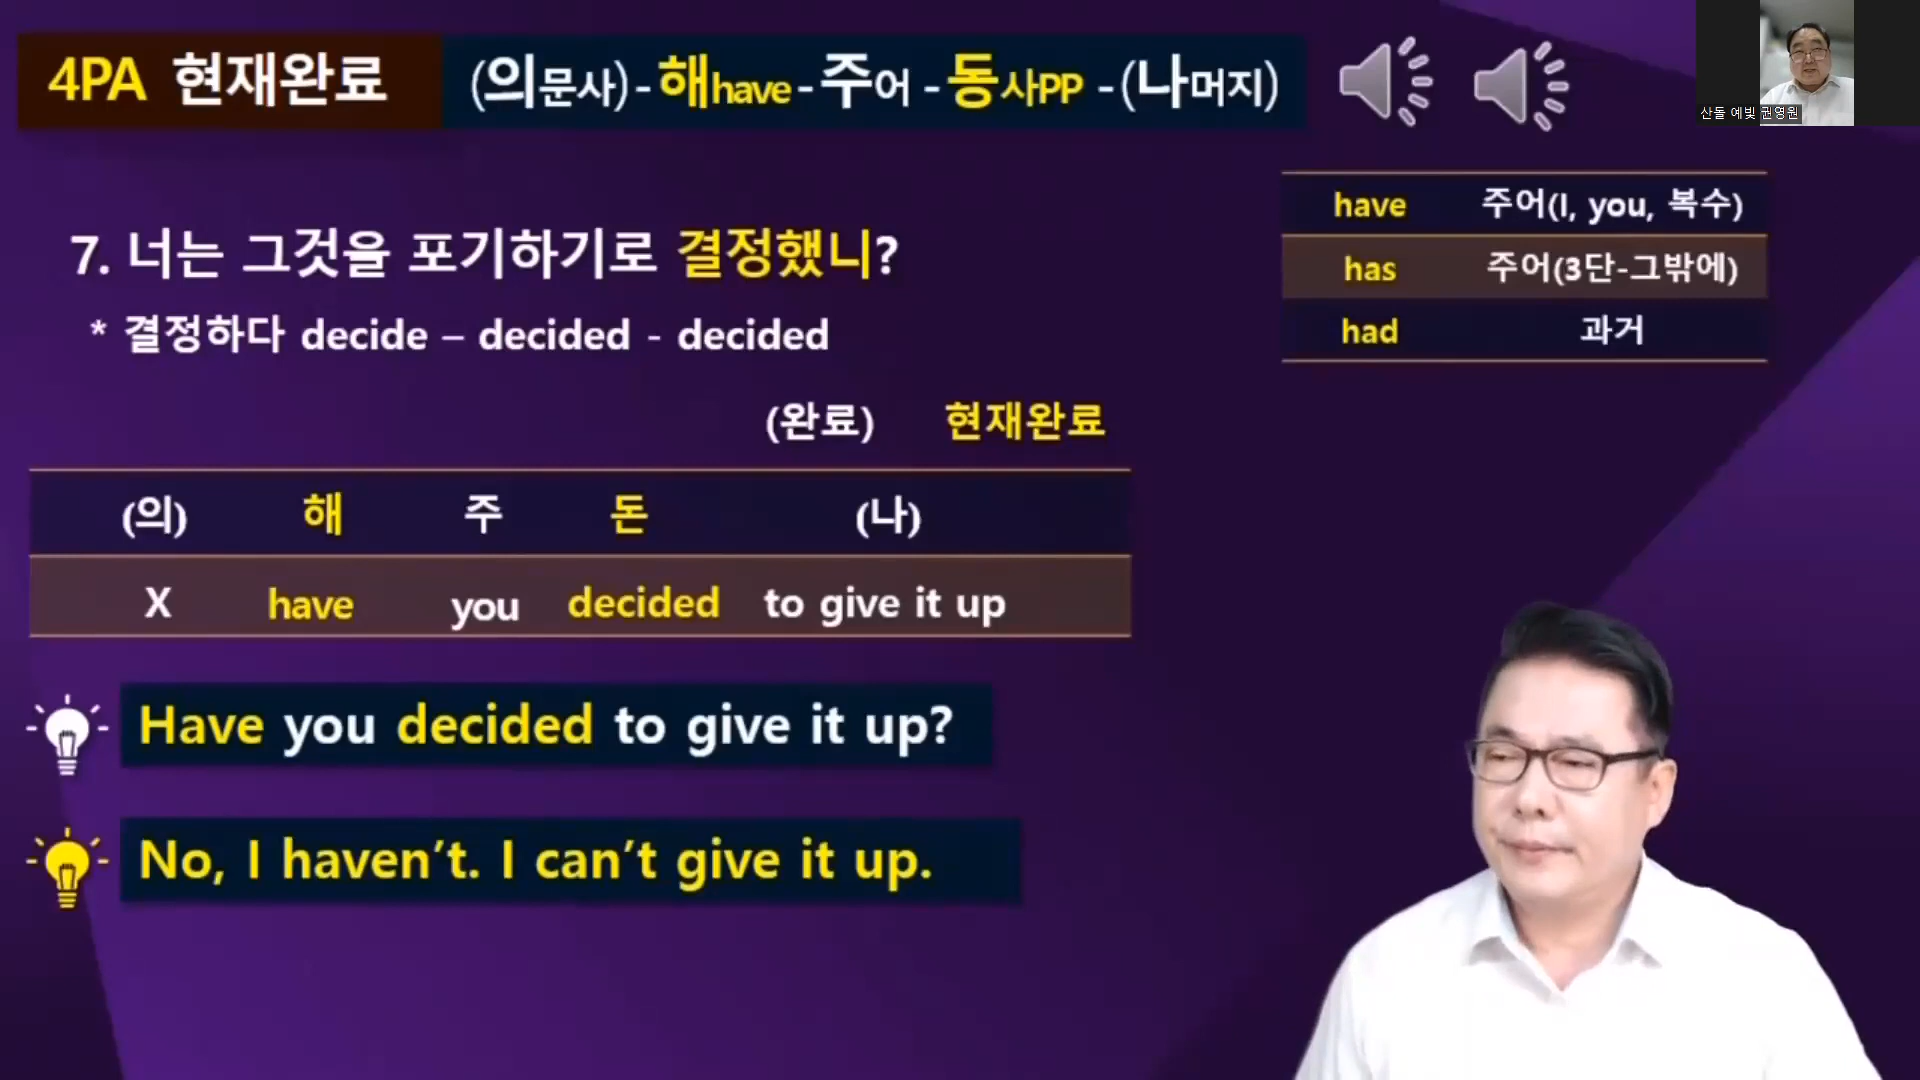 4PA 현재완료 (의문사)-해have-주어 -동사PP -(나머지)
산돌 예빛 권영원
have 주어(I, you, 복수)
has 주어(3단-그밖에)
had 과거
7. 너는 그것을 포기하기로 결정했니?
* 결정하다 decide – decided - decided
(완료) 현재완료
(의) 해 주 돈 (나)
X have you decided to give it up
Have you decided to give it up?
No, I haven’t. I can’t give it up.